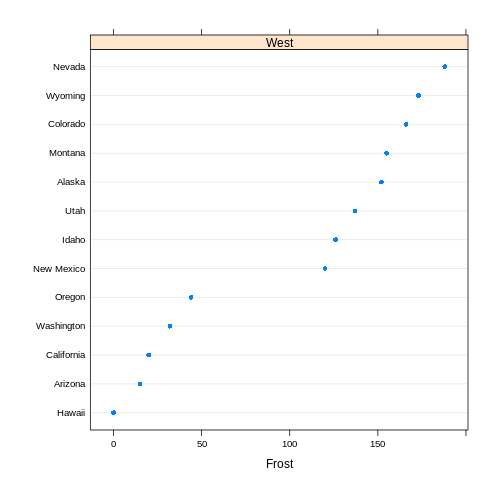 West
Nevada
Wyoming
Colorado
Montana
Alaska
Utah
Idaho
New Mexico
Oregon
Washington
California
Arizona
Hawaii
0 50 100 150
Frost